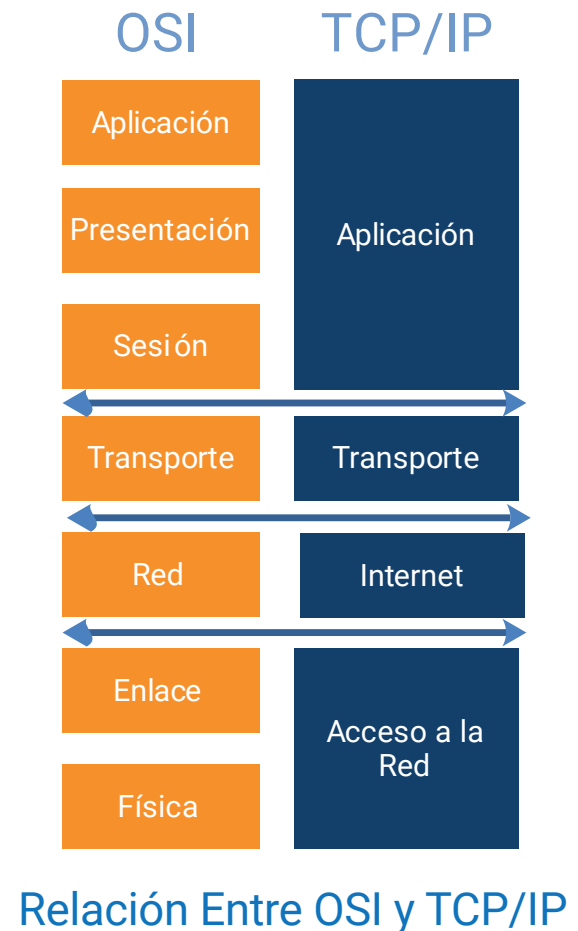 OSI
TCP/IP
Aplicación
Presentación
Sesión
Aplicación
Transporte
Transporte
Red
Internet
Enlace
Física
Acceso a la
Red
Relación Entre OSI y TCP/IP